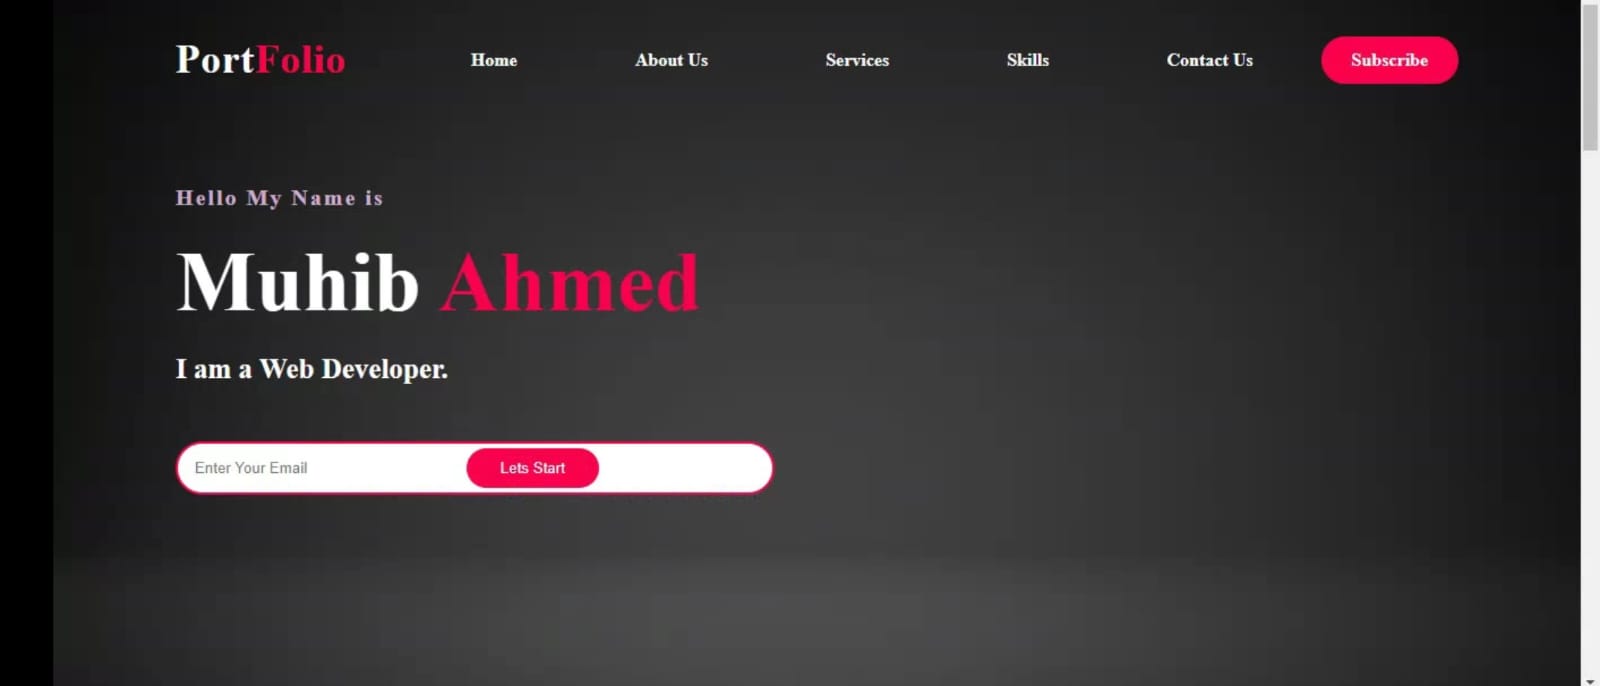 PortFolio Home About Us Services Skills Contact Us Subscribe
Hello My Name is
Muhib Ahmed
I am a Web Developer.
Enter Your Email Lets Start